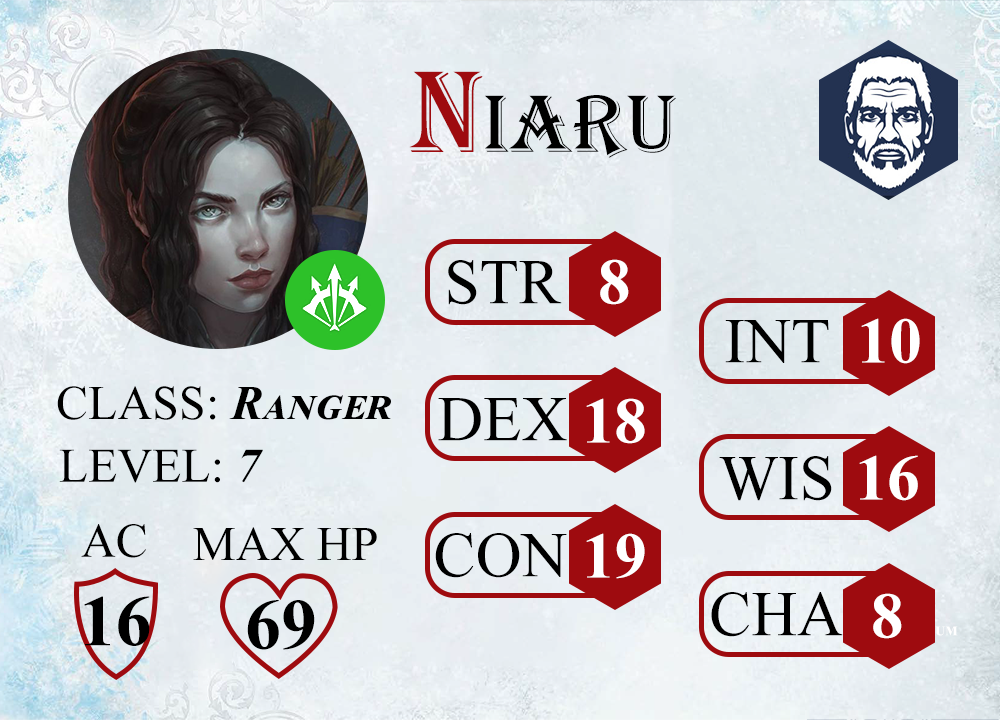 NIARU
CLASS: RANGER
LEVEL: 7
AC
16
MAX HP
69
STR 8
DEX 18
CON 19
INT 10
WIS 16
CHA 8